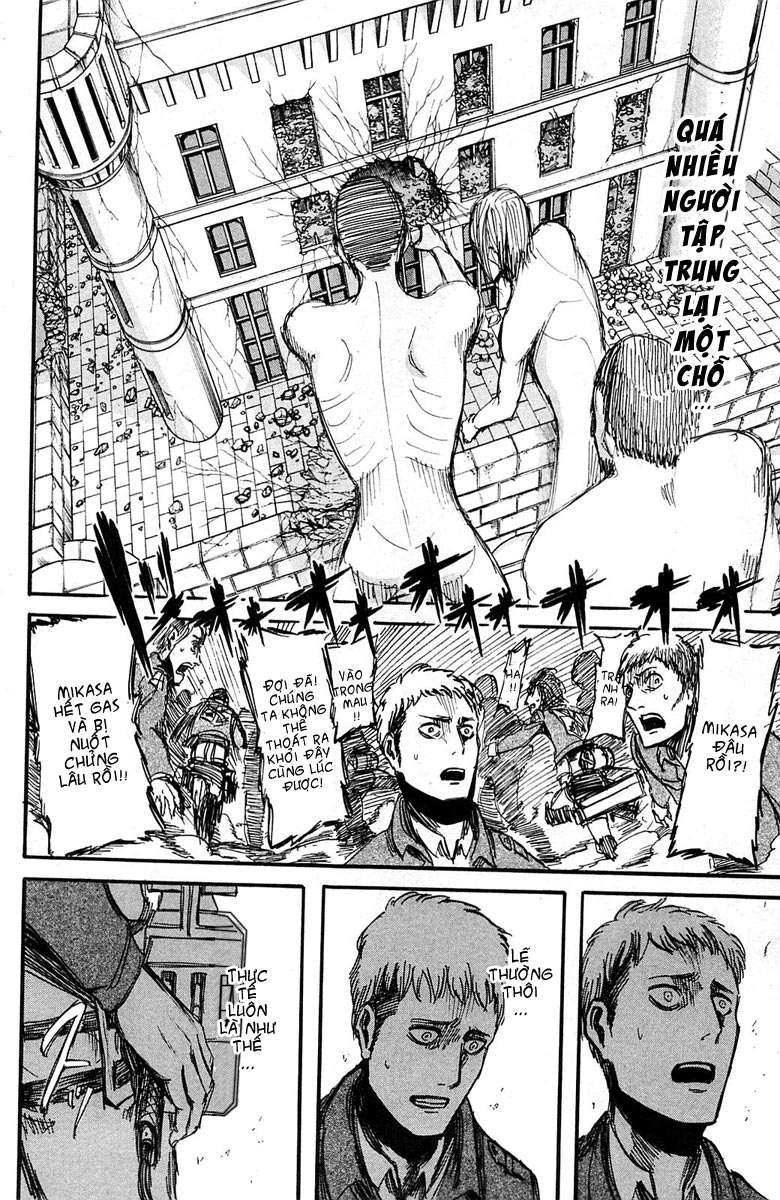 QUÁ
NHIỀU
NGƯỜI
TẬP
TRUNG
LẠI
MỘT
CHỖ
...
MIKASA
ĐÂU
RỒI?!
TRÁNH
RA!
HA
!!
VÀO
TRONG
MAU
!!
ĐỢI ĐÃ!
CHÚNG
TA KHÔNG
THỂ
THOÁT RA
KHỎI ĐÂY
CÙNG LÚC
ĐƯỢC!
MIKASA
HẾT GAS
VÀ BỊ
NUỐT
CHỬNG
LÂU RỒI!!
LẼ
THƯỜNG
THÔI
...
THỰC
TẾ
LUÔN
LÀ NHƯ
THẾ
...